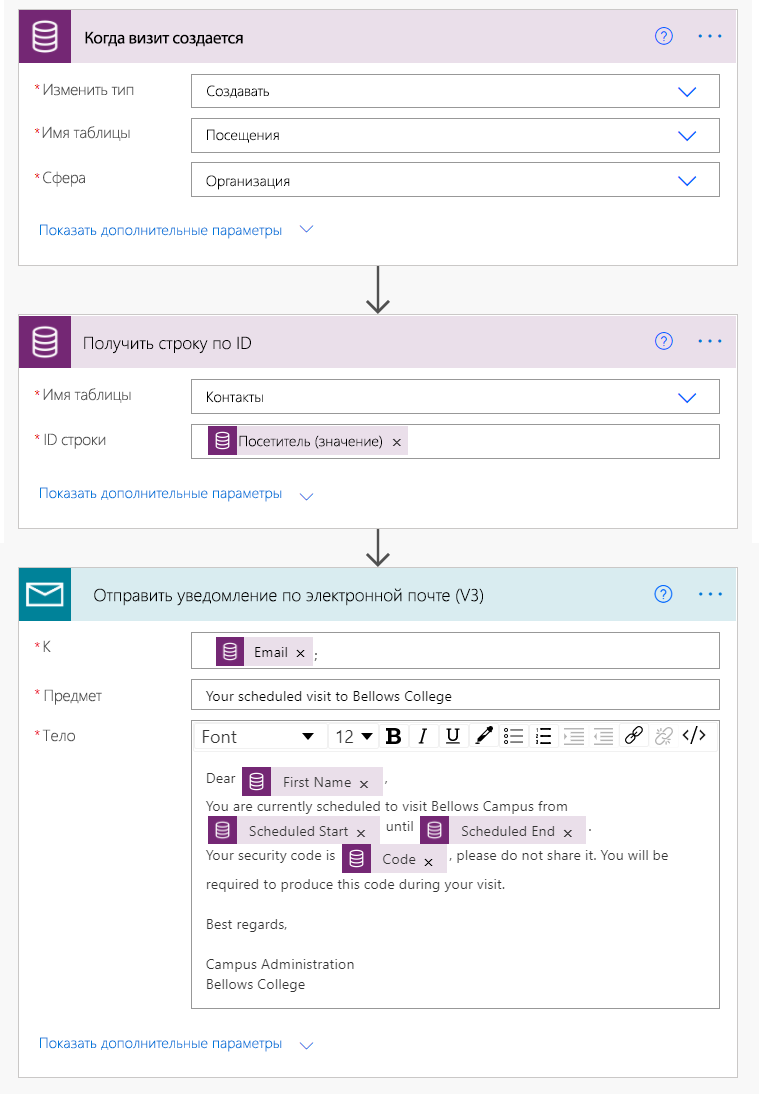 Когда визит создается
* Изменить тип Создавать
* Имя таблицы Посещения
* Сфера Организация
Показать дополнительные параметры
Получить строку по ID
* Имя таблицы Контакты
* ID строки Посетитель (значение) ×
Показать дополнительные параметры
Отправить уведомление по электронной почте (V3)
* К Email × ;
* Предмет Your scheduled visit to Bellows College
* Тело Font 12 B I U </>
Dear First Name × ,
You are currently scheduled to visit Bellows Campus from
Scheduled Start × until Scheduled End × .
Your security code is Code × , please do not share it. You will be
required to produce this code during your visit.
Best regards,
Campus Administration
Bellows College
Показать дополнительные параметры